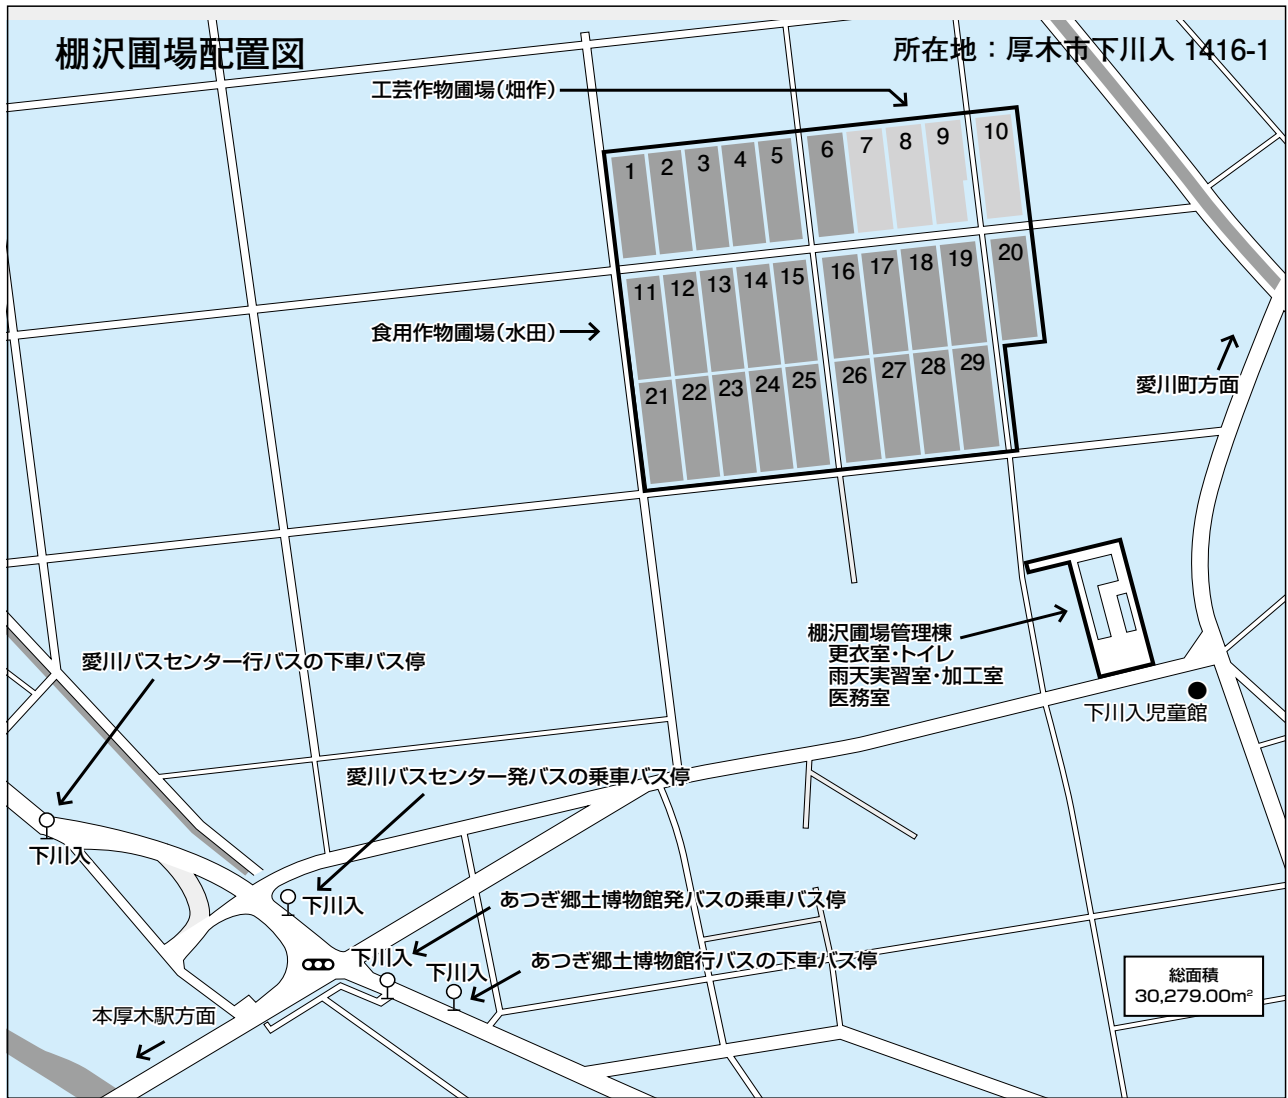 棚沢圃場配置図
所在地：厚木市下川入 1416-1
工芸作物圃場(畑作)
1 2 3 4 5 6 7 8 9 10
11 12 13 14 15 16 17 18 19 20
食用作物圃場(水田)
21 22 23 24 25 26 27 28 29
愛川町方面
棚沢圃場管理棟
更衣室・トイレ
雨天実習室・加工室
医務室
下川入児童館
愛川バスセンター行バスの下車バス停
下川入
愛川バスセンター発バスの乗車バス停
下川入
あつぎ郷土博物館発バスの乗車バス停
下川入
あつぎ郷土博物館行バスの下車バス停
下川入
本厚木駅方面
総面積
30,279.00m²